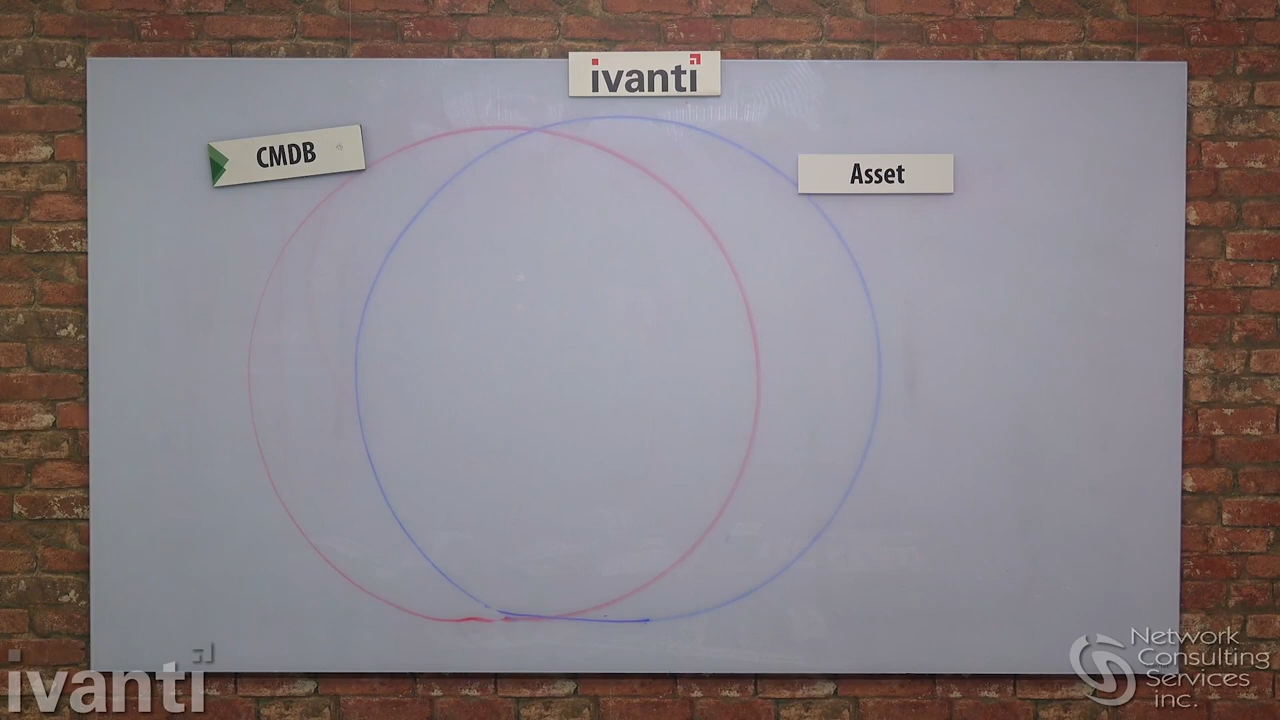 ivanti
CMDB
Asset
ivanti
Network
Consulting
Services
inc.